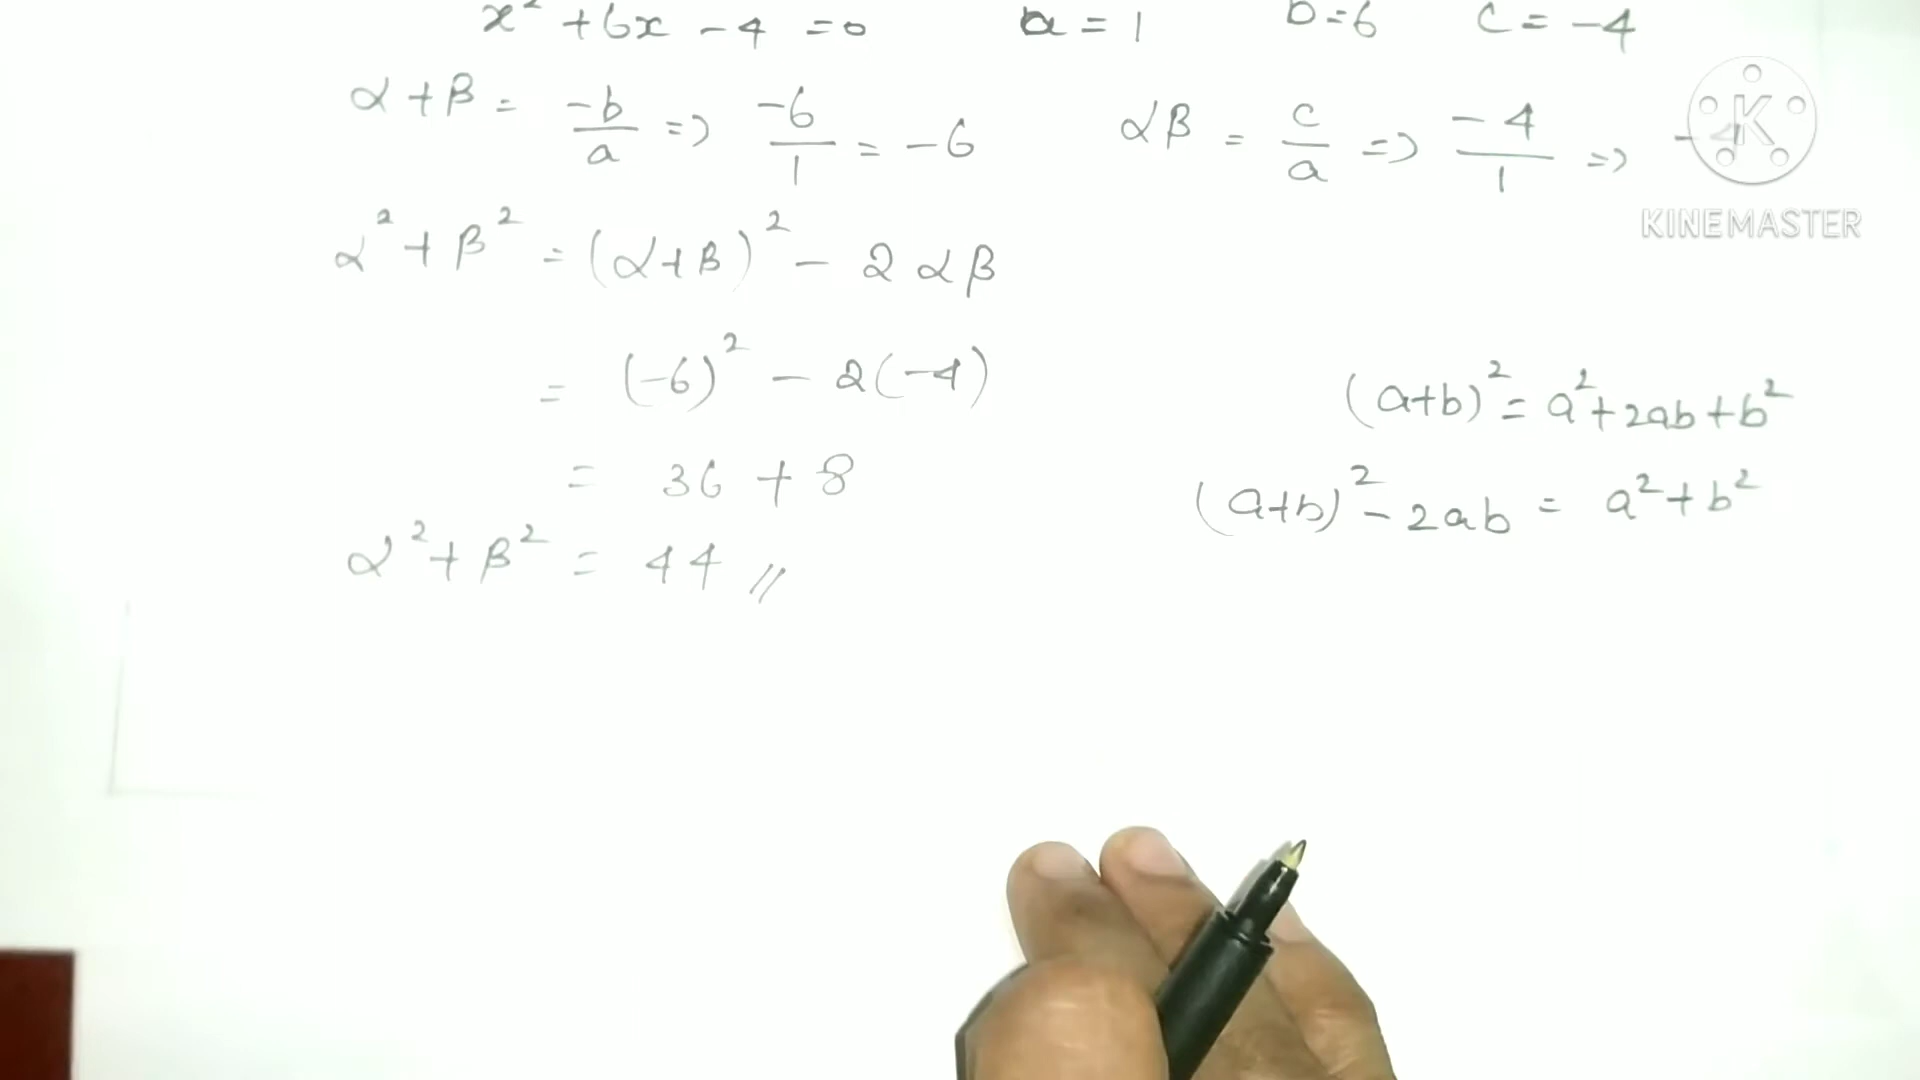 x² + 6x - 4 = 0 a = 1 b = 6 c = -4
α + β = -b/a => -6/1 = -6 αβ = c/a => -4/1 => -4
KINEMASTER
α² + β² = (α+β)² - 2αβ
= (-6)² - 2(-4)
(a+b)² = a² + 2ab + b²
= 36 + 8
(a+b)² - 2ab = a² + b²
α² + β² = 44 //